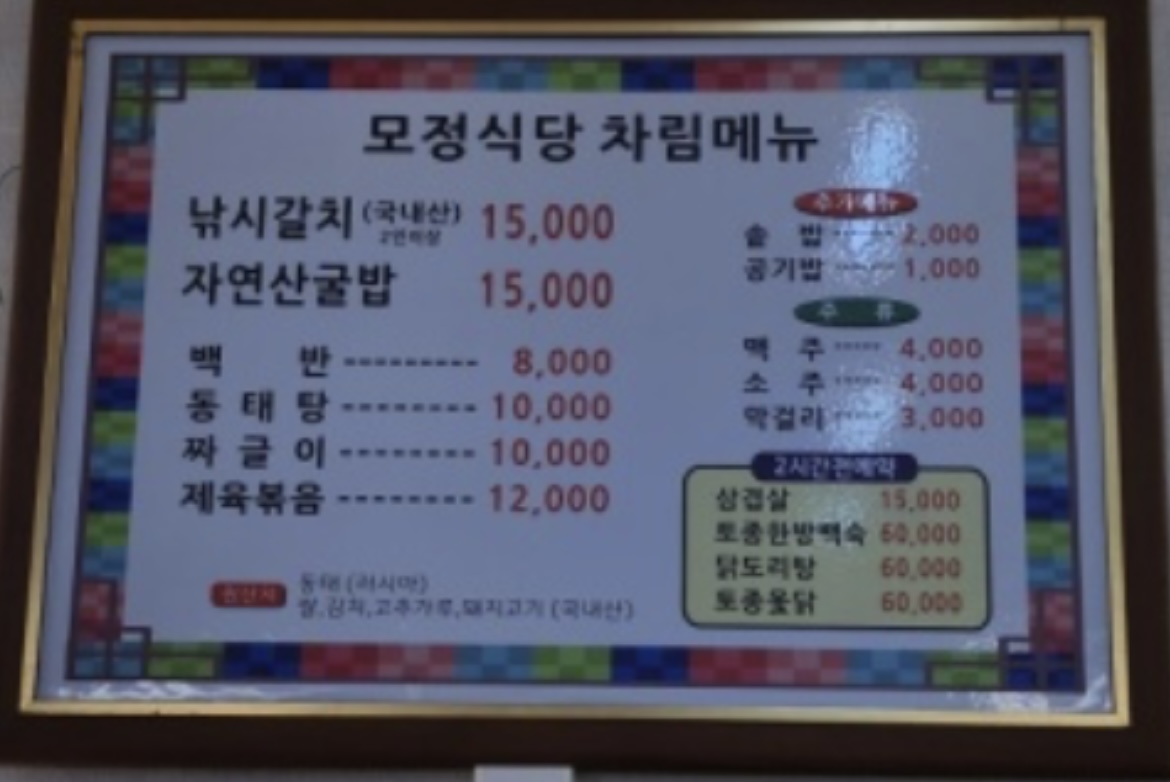 모정식당 차림메뉴
낚시갈치 (국내산) 2인이상 15,000
자연산굴밥 15,000
백 반 --------- 8,000
동 태 탕 --------- 10,000
짜 글 이 --------- 10,000
제육볶음 -------- 12,000
원산지 동태 (러시아)
쌀,김치,고추가루,돼지고기 (국내산)
추가메뉴
솥 밥 ------ 2,000
공기밥 ------ 1,000
주 류
맥 주 ----- 4,000
소 주 ----- 4,000
막걸리 ----- 3,000
2시간전예약
삼겹살 15,000
토종한방백숙 60,000
닭도리탕 60,000
토종옻닭 60,000